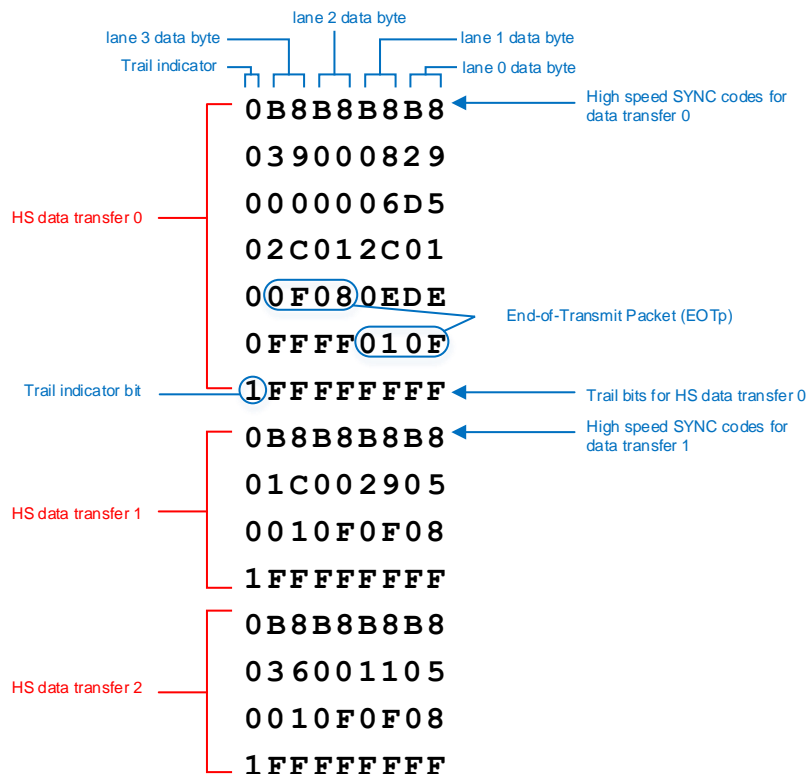 lane 2 data byte
lane 3 data byte
lane 1 data byte
Trail indicator
lane 0 data byte
0B8B8B8B8
High speed SYNC codes for
data transfer 0
039000829
0000006D5
HS data transfer 0
02C012C01
00F080EDE
End-of-Transmit Packet (EOTp)
0FFFF010F
Trail indicator bit
1FFFFFFFF
Trail bits for HS data transfer 0
0B8B8B8B8
High speed SYNC codes for
data transfer 1
01C002905
HS data transfer 1
0010F0F08
1FFFFFFFF
0B8B8B8B8
036001105
HS data transfer 2
0010F0F08
1FFFFFFFF